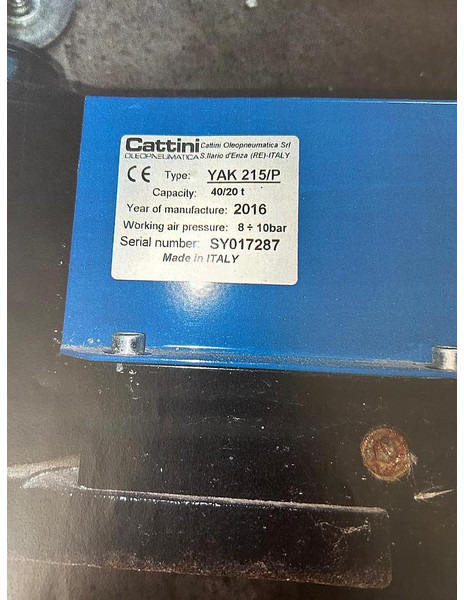 Cattini Cattini Oleopneumatica Srl
OLEOPNEUMATICA S.Ilario d'Enza (RE)-ITALY
CE Type: YAK 215/P
Capacity: 40/20 t
Year of manufacture: 2016
Working air pressure: 8 ÷ 10bar
Serial number: SY017287
Made in ITALY